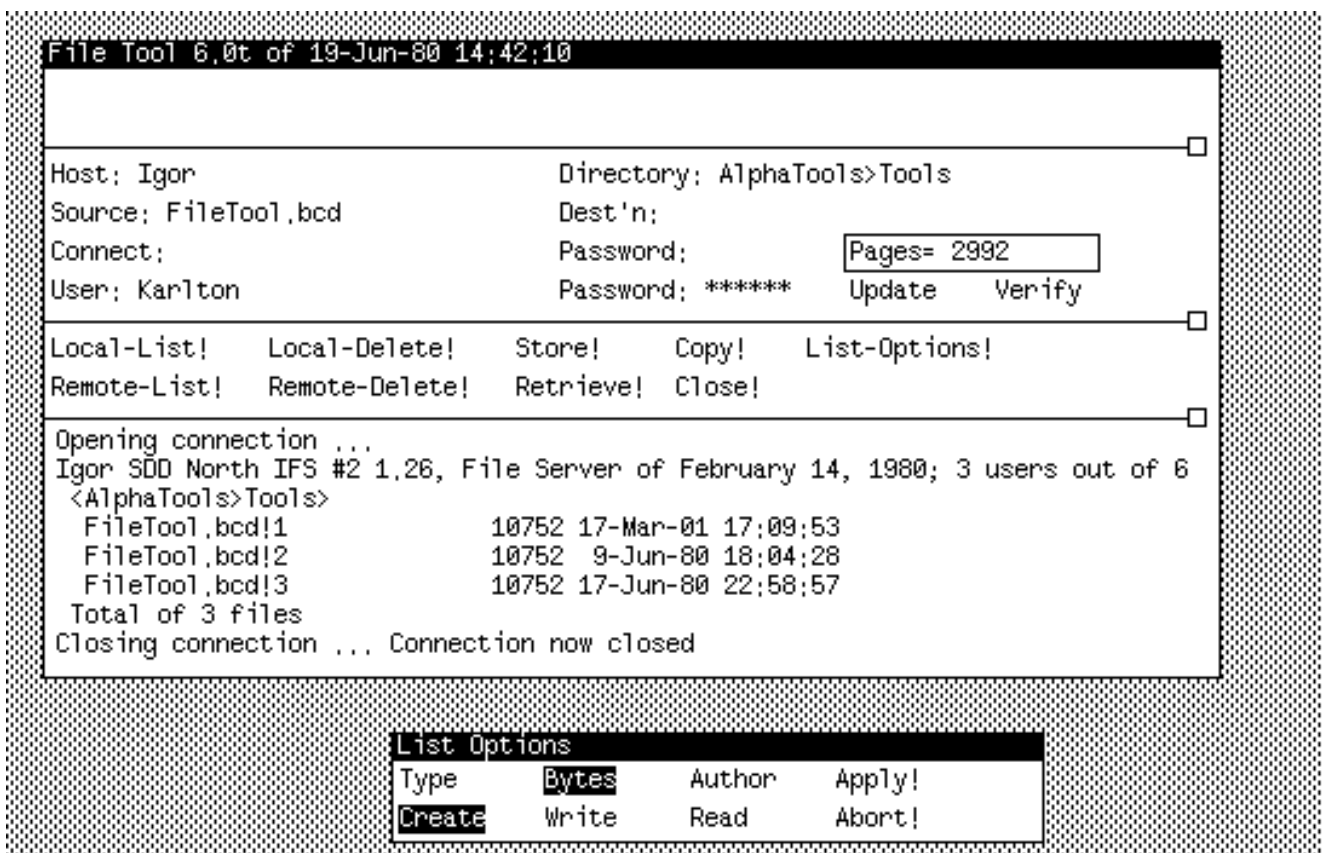 File Tool 6.0t of 19-Jun-80 14:42:10
Host: Igor Directory: AlphaTools>Tools
Source: FileTool.bcd Dest'n:
Connect: Password: Pages= 2992
User: Karlton Password: ****** Update Verify
Local-List! Local-Delete! Store! Copy! List-Options!
Remote-List! Remote-Delete! Retrieve! Close!
Opening connection ...
Igor SDD North IFS #2 1.26, File Server of February 14, 1980; 3 users out of 6
<AlphaTools>Tools>
FileTool.bcd!1 10752 17-Mar-01 17:09:53
FileTool.bcd!2 10752 9-Jun-80 18:04:28
FileTool.bcd!3 10752 17-Jun-80 22:58:57
Total of 3 files
Closing connection ... Connection now closed
List Options
Type Bytes Author Apply!
Create Write Read Abort!